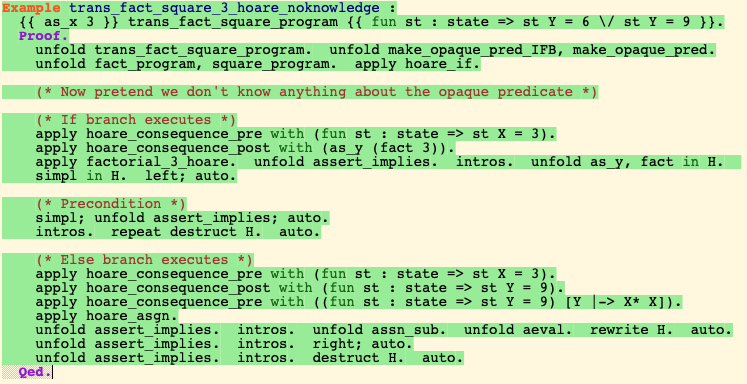 Example trans_fact_square_3_hoare_noknowledge :
{{ as_x 3 }} trans_fact_square_program {{ fun st : state => st Y = 6 \/ st Y = 9 }}.
Proof.
unfold trans_fact_square_program. unfold make_opaque_pred_IFB, make_opaque_pred.
unfold fact_program, square_program. apply hoare_if.
(* Now pretend we don't know anything about the opaque predicate *)
(* If branch executes *)
apply hoare_consequence_pre with (fun st : state => st X = 3).
apply hoare_consequence_post with (as_y (fact 3)).
apply factorial_3_hoare. unfold assert_implies. intros. unfold as_y, fact in H.
simpl in H. left; auto.
(* Precondition *)
simpl; unfold assert_implies; auto.
intros. repeat destruct H. auto.
(* Else branch executes *)
apply hoare_consequence_pre with (fun st : state => st X = 3).
apply hoare_consequence_post with (fun st : state => st Y = 9).
apply hoare_consequence_pre with ((fun st : state => st Y = 9) [Y |-> X* X]).
apply hoare_asgn.
unfold assert_implies. intros. unfold assn_sub. unfold aeval. rewrite H. auto.
unfold assert_implies. intros. right; auto.
unfold assert_implies. intros. destruct H. auto.
Qed.